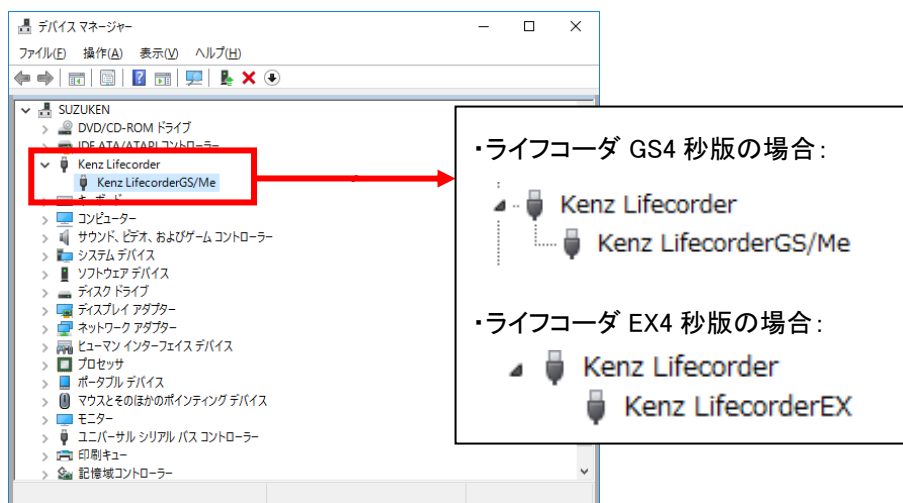 デバイス マネージャー
ファイル(F) 操作(A) 表示(V) ヘルプ(H)
SUZUKEN
DVD/CD-ROM ドライブ
IDE ATA/ATAPI コントローラー
Kenz Lifecorder
Kenz LifecorderGS/Me
キーボード
コンピューター
サウンド、ビデオ、およびゲーム コントローラー
システム デバイス
ソフトウェア デバイス
ディスク ドライブ
ディスプレイ アダプター
ネットワーク アダプター
ヒューマン インターフェイス デバイス
プロセッサ
ポータブル デバイス
マウスとそのほかのポインティング デバイス
モニター
ユニバーサル シリアル バス コントローラー
印刷キュー
記憶域コントローラー
・ライフコーダ GS4 秒版の場合:
Kenz Lifecorder
Kenz LifecorderGS/Me
・ライフコーダ EX4 秒版の場合:
Kenz Lifecorder
Kenz LifecorderEX